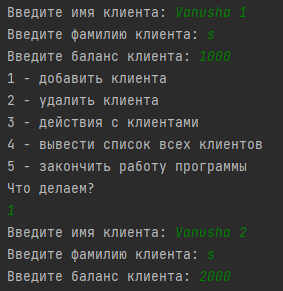 Введите имя клиента: Vanusha 1
Введите фамилию клиента: s
Введите баланс клиента: 1000
1 - добавить клиента
2 - удалить клиента
3 - действия с клиентами
4 - вывести список всех клиентов
5 - закончить работу программы
Что делаем?
1
Введите имя клиента: Vanusha 2
Введите фамилию клиента: s
Введите баланс клиента: 2000